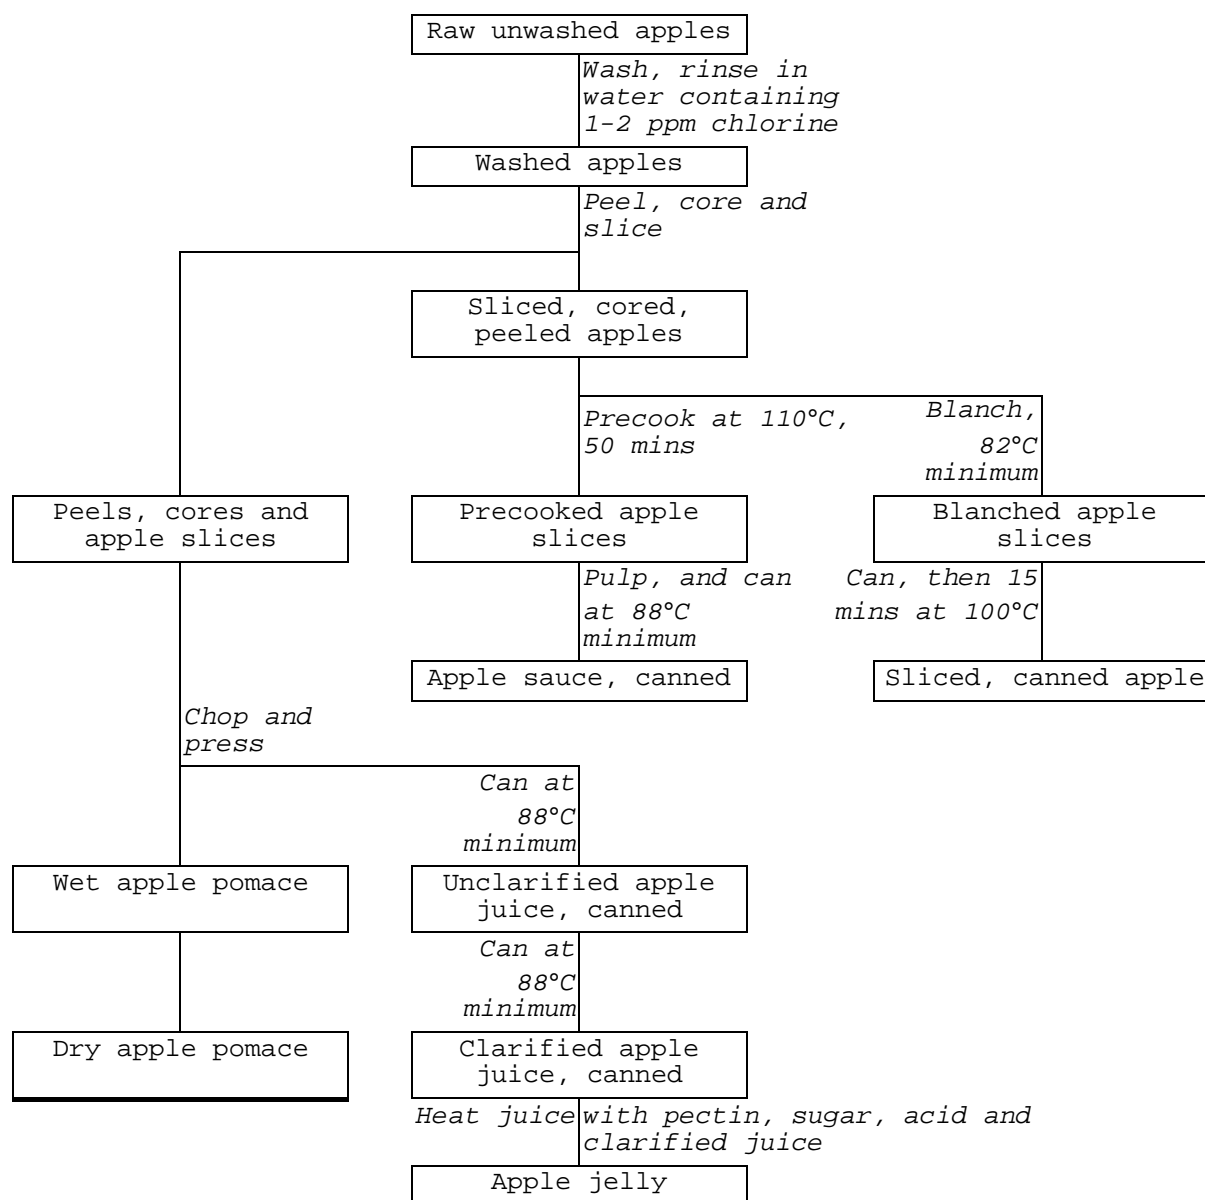 Raw unwashed apples
Wash, rinse in
water containing
1-2 ppm chlorine
Washed apples
Peel, core and
slice
Sliced, cored,
peeled apples
Precook at 110°C,
50 mins
Blanch,
82°C
minimum
Peels, cores and
apple slices
Precooked apple
slices
Blanched apple
slices
Pulp, and can
at 88°C
minimum
Can, then 15
mins at 100°C
Apple sauce, canned
Sliced, canned apple
Chop and
press
Can at
88°C
minimum
Wet apple pomace
Unclarified apple
juice, canned
Can at
88°C
minimum
Dry apple pomace
Clarified apple
juice, canned
Heat juice with pectin, sugar, acid and
clarified juice
Apple jelly